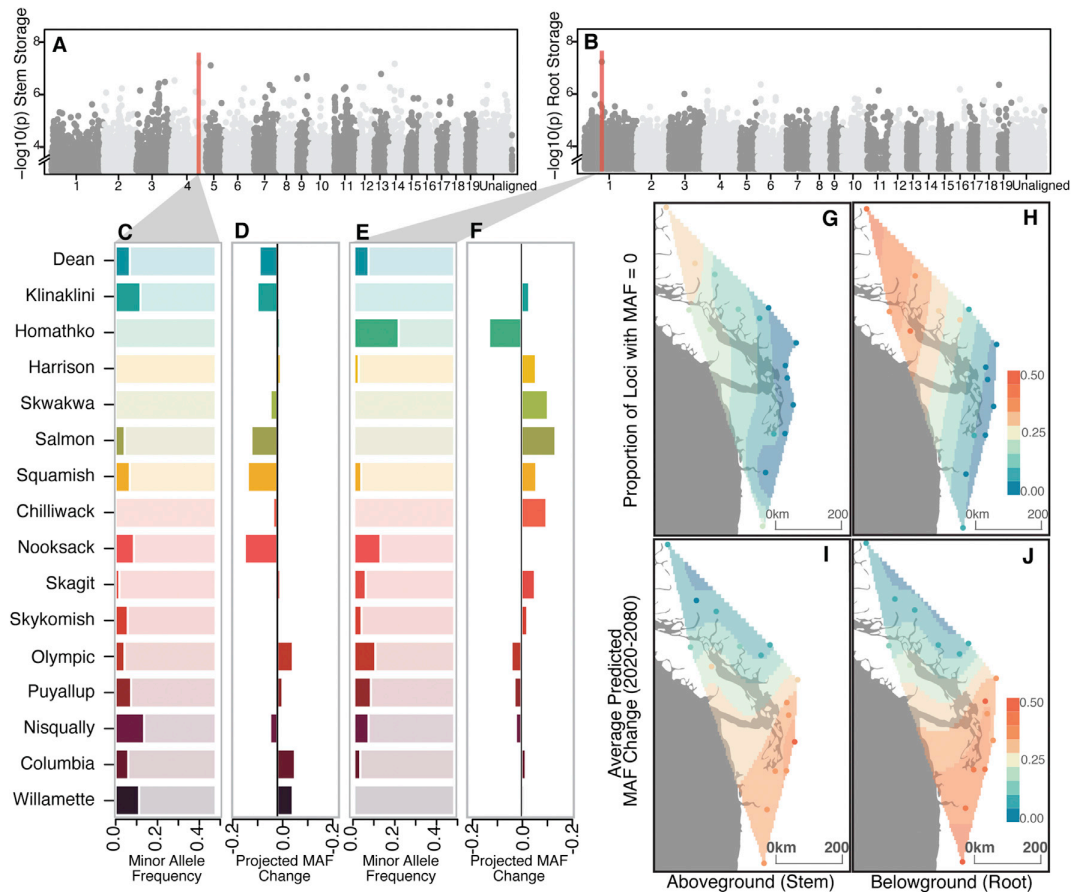 A
−log10(p) Stem Storage
8
6
4
1 2 3 4 5 6 7 8 9 10 11 12 13 14 15 16 17 18 19 Unaligned
B
−log10(p) Root Storage
8
6
4
1 2 3 4 5 6 7 8 9 10 11 12 13 14 15 16 17 18 19 Unaligned
C
D
E
F
Dean
Klinaklini
Homathko
Harrison
Skwakwa
Salmon
Squamish
Chilliwack
Nooksack
Skagit
Skykomish
Olympic
Puyallup
Nisqually
Columbia
Willamette
0.0 0.4
Minor Allele
Frequency
-0.2 0.0 -0.2
Projected MAF
Change
0.0 0.4
Minor Allele
Frequency
-0.2 0.0 -0.2
Projected MAF
Change
Proportion of Loci with MAF = 0
G
0km 200
H
0.50
0.25
0.00
0km 200
Average Predicted
MAF Change (2020-2080)
I
0km 200
Aboveground (Stem)
J
0.50
0.25
0.00
0km 200
Belowground (Root)